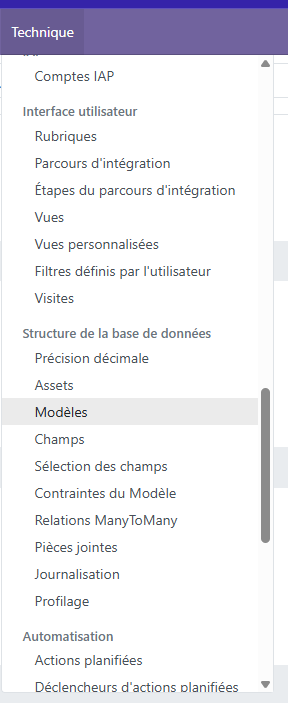 Technique
Comptes IAP
Interface utilisateur
Rubriques
Parcours d'intégration
Étapes du parcours d'intégration
Vues
Vues personnalisées
Filtres définis par l'utilisateur
Visites
Structure de la base de données
Précision décimale
Assets
Modèles
Champs
Sélection des champs
Contraintes du Modèle
Relations ManyToMany
Pièces jointes
Journalisation
Profilage
Automatisation
Actions planifiées
Déclencheurs d'actions planifiées